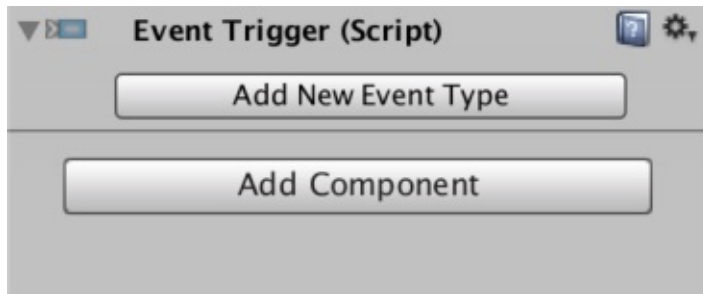 Event Trigger (Script)
Add New Event Type
Add Component